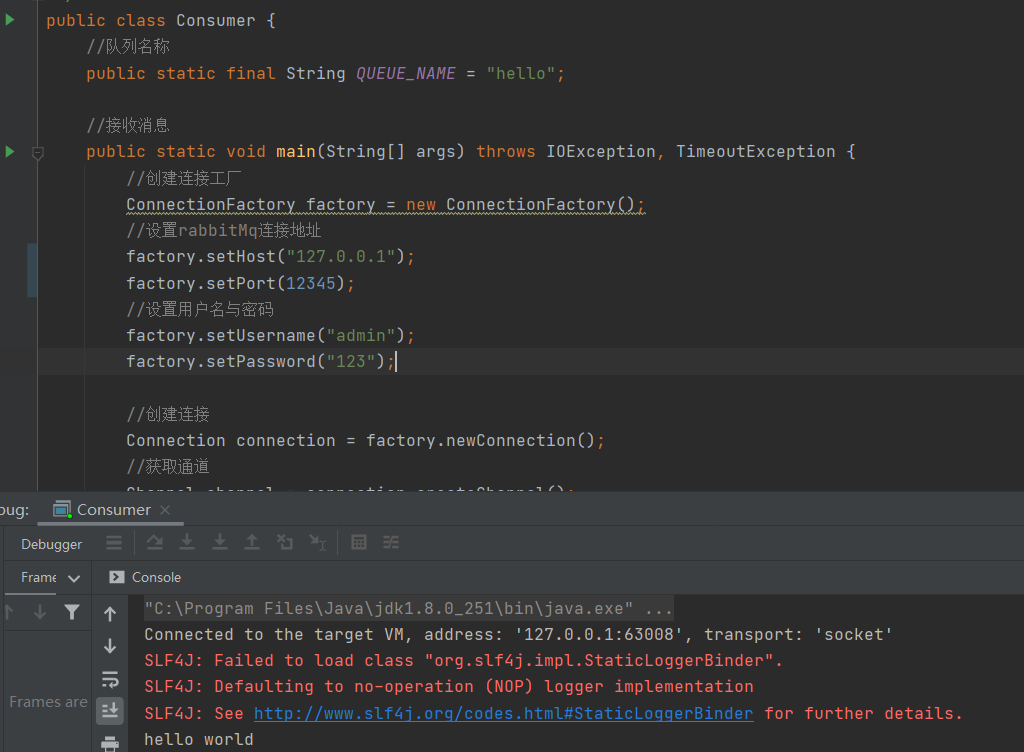 public class Consumer {
//队列名称
public static final String QUEUE_NAME = "hello";
//接收消息
public static void main(String[] args) throws IOException, TimeoutException {
//创建连接工厂
ConnectionFactory factory = new ConnectionFactory();
//设置rabbitMq连接地址
factory.setHost("127.0.0.1");
factory.setPort(12345);
//设置用户名与密码
factory.setUsername("admin");
factory.setPassword("123");
//创建连接
Connection connection = factory.newConnection();
//获取通道
Channel channel = connection.createChannel();
bug: Consumer
Debugger
Frame Console
"C:\Program Files\Java\jdk1.8.0_251\bin\java.exe" ...
Connected to the target VM, address: '127.0.0.1:63008', transport: 'socket'
SLF4J: Failed to load class "org.slf4j.impl.StaticLoggerBinder".
SLF4J: Defaulting to no-operation (NOP) logger implementation
Frames are
SLF4J: See http://www.slf4j.org/codes.html#StaticLoggerBinder for further details.
hello world